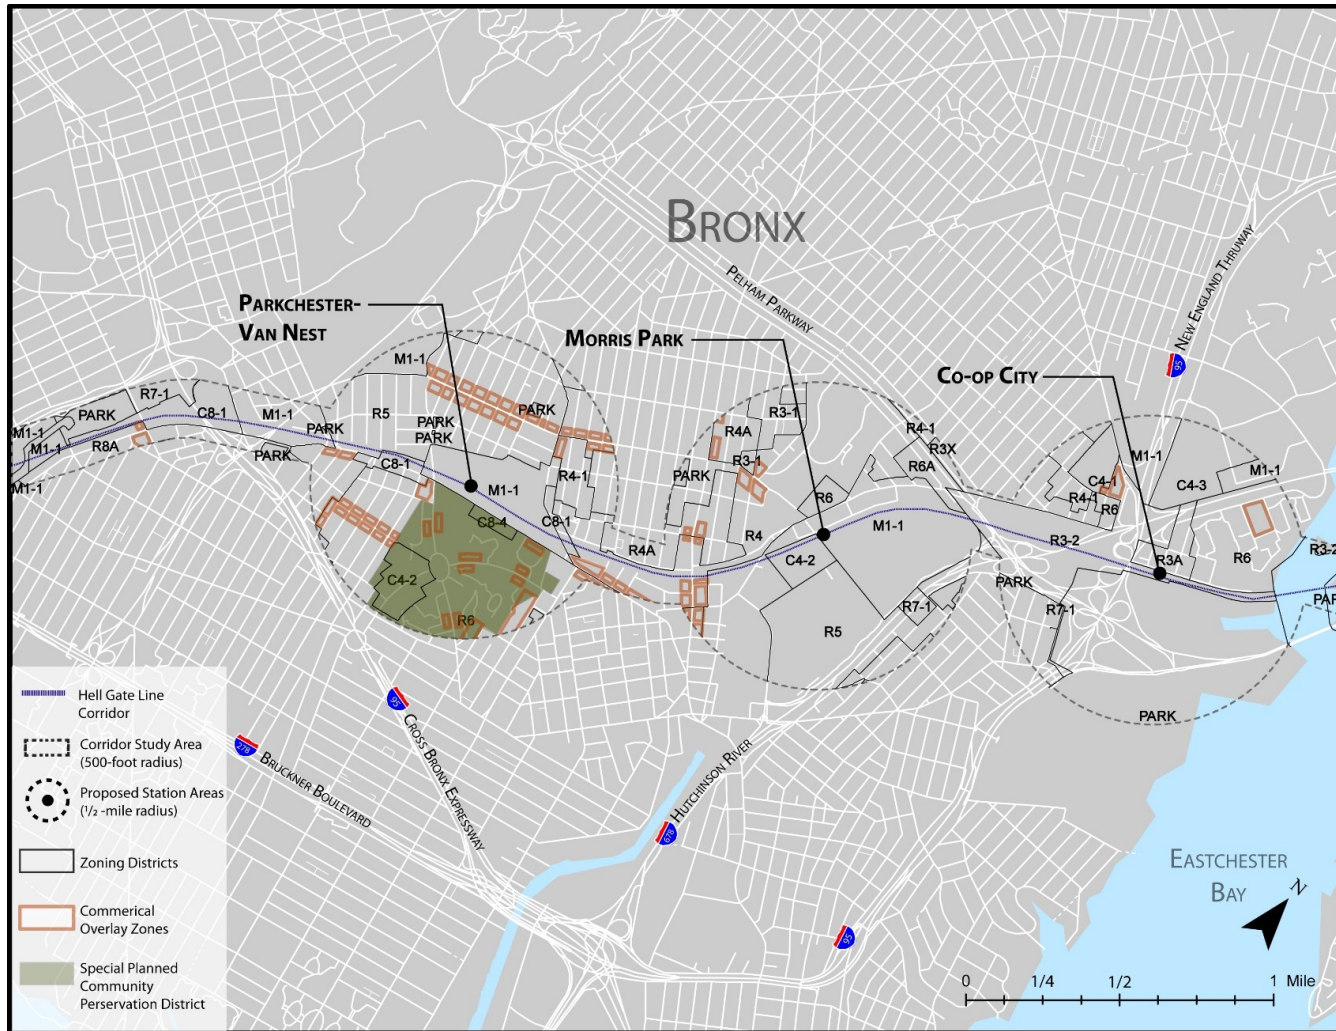 BRONX
PELHAM PARKWAY
NEW ENGLAND THRUWAY
95
PARKCHESTER-
VAN NEST
MORRIS PARK
CO-OP CITY
M1-1
R7-1
PARK
C8-1
M1-1
PARK
R5
PARK
PARK
PARK
M1-1
M1-1
R8A
M1-1
PARK
C8-1
M1-1
C8-4
C8-1
R4-1
R4A
C4-2
R6
R3-1
R4A
R3-1
PARK
R4
R6
C4-2
M1-1
R4-1
R3X
R6A
R5
R7-1
R3-2
PARK
R7-1
M1-1
C4-1
R4-1
R6
C4-3
M1-1
R3A
R6
R3-2
PARK
PARK
95
CROSS BRONX EXPRESSWAY
278
BRUCKNER BOULEVARD
HUTCHINSON RIVER
678
95
EASTCHESTER
BAY
N
0 1/4 1/2 1 Mile
Hell Gate Line
Corridor
Corridor Study Area
(500-foot radius)
Proposed Station Areas
(1/2 -mile radius)
Zoning Districts
Commerical
Overlay Zones
Special Planned
Community
Perservation District